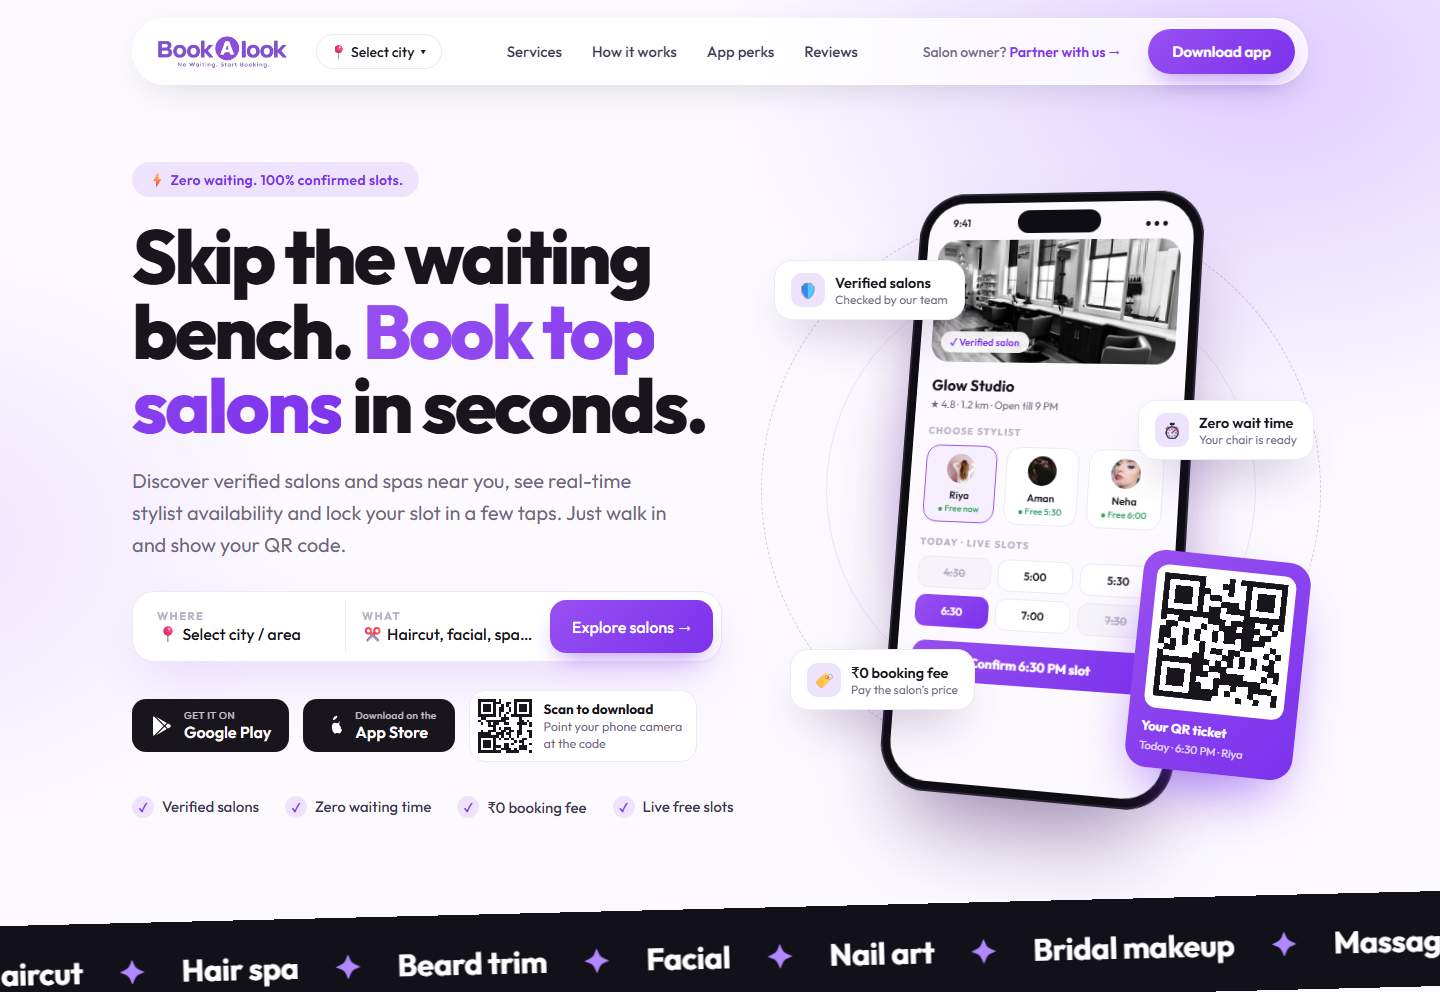 BookAlook
No Waiting. Start Booking.
📍 Select city ▾
Services
How it works
App perks
Reviews
Salon owner? Partner with us →
Download app
⚡ Zero waiting. 100% confirmed slots.
Skip the waiting
bench. Book top
salons in seconds.
Discover verified salons and spas near you, see real-time
stylist availability and lock your slot in a few taps. Just walk in
and show your QR code.
WHERE
📍 Select city / area
WHAT
✂️ Haircut, facial, spa...
Explore salons →
GET IT ON
Google Play
Download on the
App Store
Scan to download
Point your phone camera
at the code
✓ Verified salons
✓ Zero waiting time
✓ ₹0 booking fee
✓ Live free slots
9:41
Verified salons
Checked by our team
✓ Verified salon
Glow Studio
★ 4.8 · 1.2 km · Open till 9 PM
Zero wait time
Your chair is ready
CHOOSE STYLIST
Riya
● Free now
Aman
● Free 5:30
Neha
● Free 6:00
TODAY · LIVE SLOTS
4:30
5:00
5:30
6:30
7:00
7:30
Confirm 6:30 PM slot
₹0 booking fee
Pay the salon's price
Your QR ticket
Today · 6:30 PM · Riya
aircut ✦ Hair spa ✦ Beard trim ✦ Facial ✦ Nail art ✦ Bridal makeup ✦ Massag